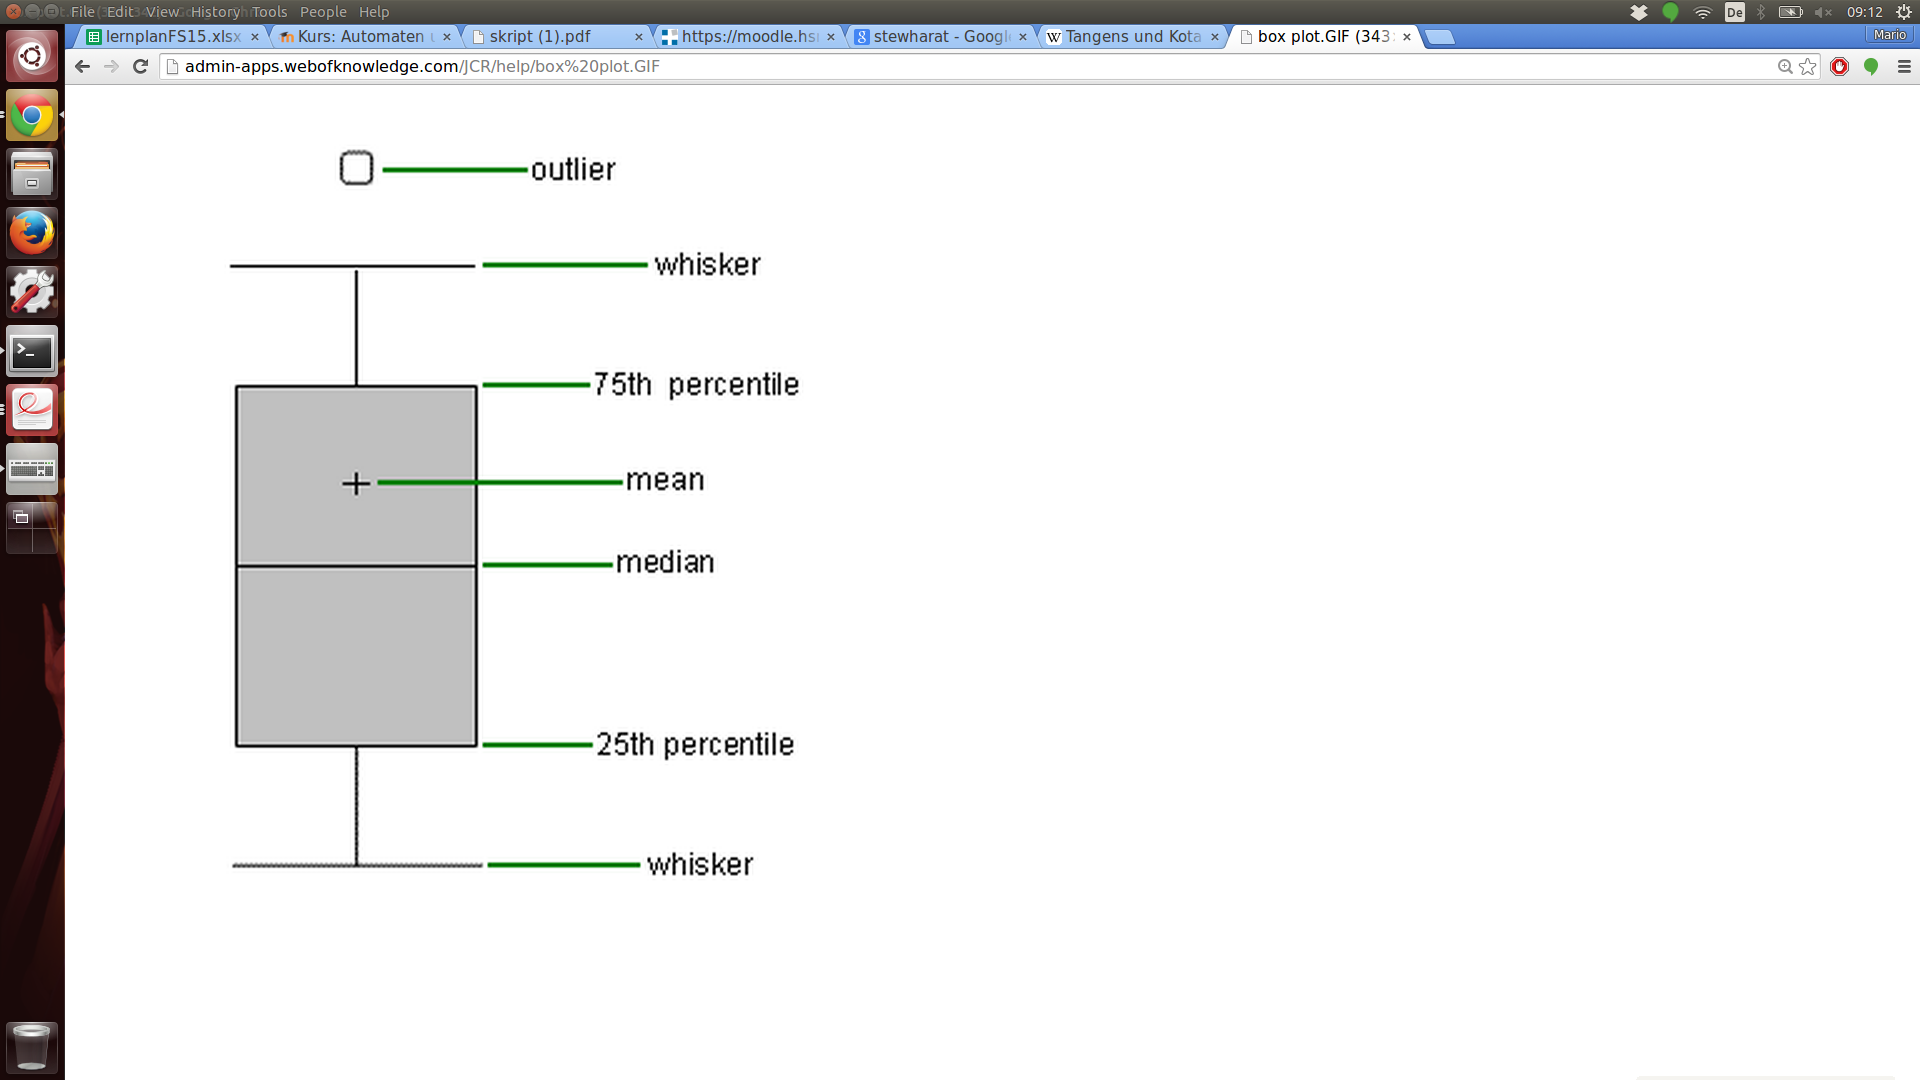 File Edit View History Tools People Help
De
09:12
lernplanFS15.xlsx
Kurs: Automaten
skript (1).pdf
https://moodle.hs
stewharat - Google
Tangens und Kota
box plot.GIF (343
Mario
admin-apps.webofknowledge.com/JCR/help/box%20plot.GIF
outlier
whisker
75th percentile
mean
median
25th percentile
whisker